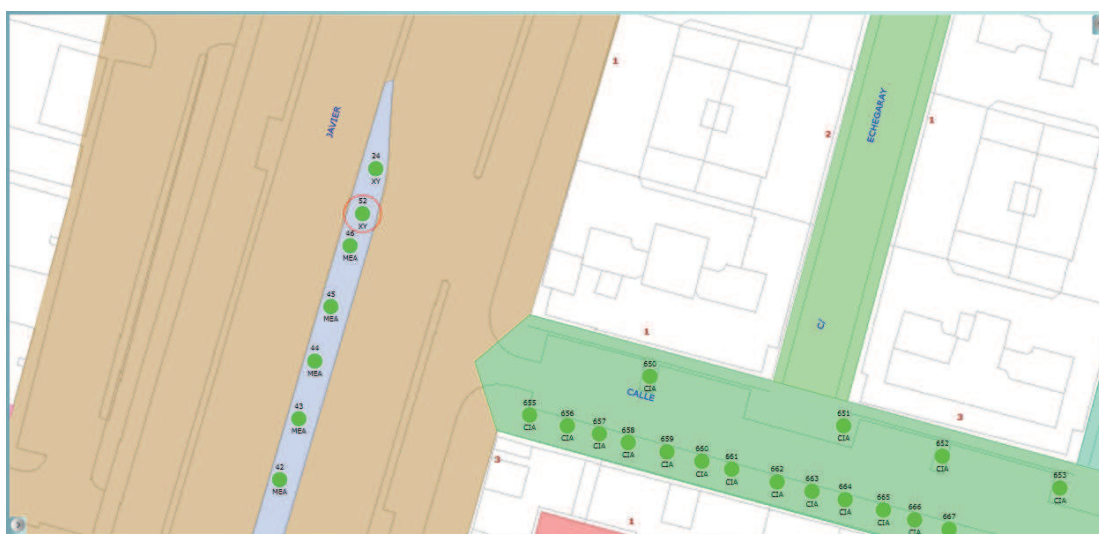 1
JAVIER
ECHEGARAY
2
1
24
XY
52
XY
46
MEA
45
MEA
44
MEA
43
MEA
42
MEA
C/
1
650
CIA
CALLE
655
CIA
656
CIA
657
CIA
658
CIA
659
CIA
660
CIA
661
CIA
662
CIA
663
CIA
664
CIA
665
CIA
666
CIA
667
651
CIA
652
CIA
653
CIA
3
3
1